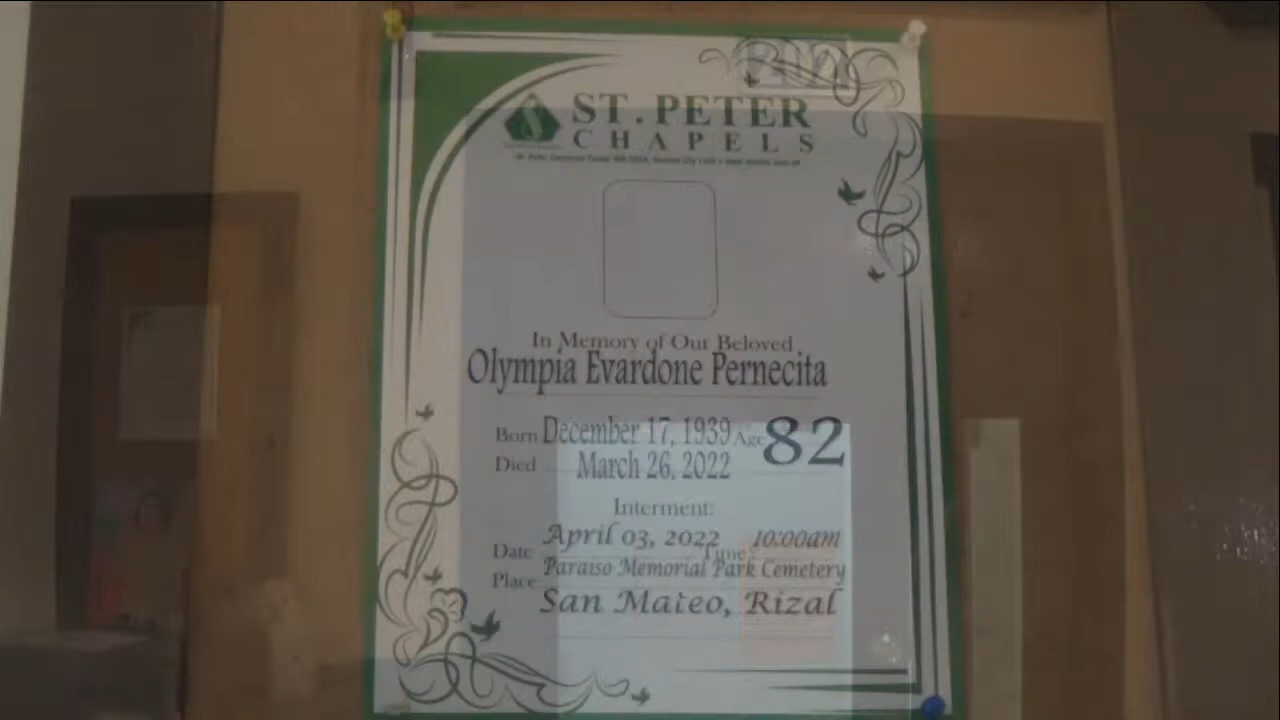 ST. PETER
CHAPELS
In Memory of Our Beloved
Olympia Evardone Pernecita
Born December 17, 1939 Age 82
Died March 26, 2022
Interment:
Date April 03, 2022 Time 10:00am
Place Paraiso Memorial Park Cemetery
San Mateo, Rizal